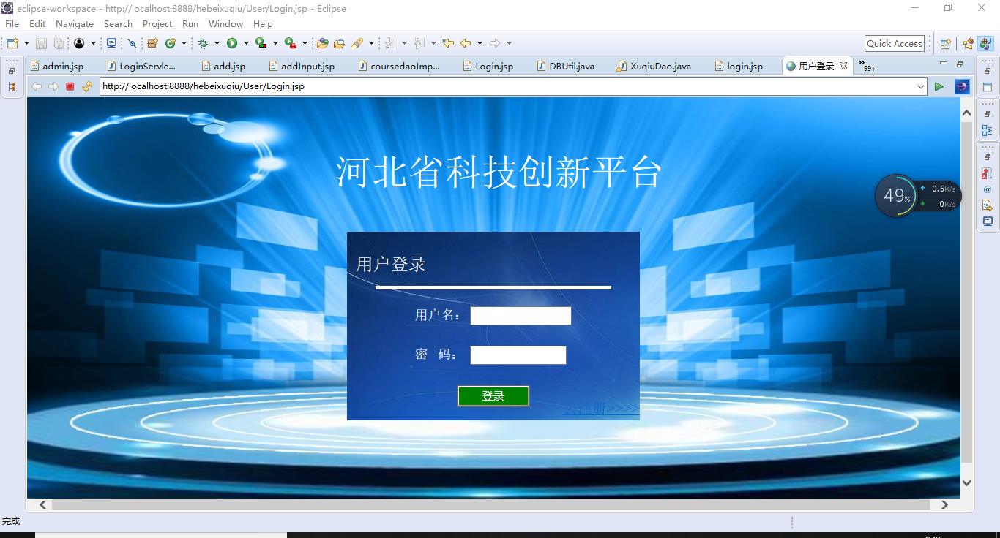 eclipse-workspace - http://localhost:8888/hebeixuqiu/User/Login.jsp - Eclipse
File Edit Navigate Search Project Run Window Help
Quick Access
admin.jsp LoginServle... add.jsp addInput.jsp coursedaoImp... Login.jsp DBUtil.java XuqiuDao.java login.jsp 用户登录 »99+
http://localhost:8888/hebeixuqiu/User/Login.jsp
河北省科技创新平台
49% 0.5K/s
0K/s
用户登录
用户名：
密 码：
登录
去注册>>>>
完成